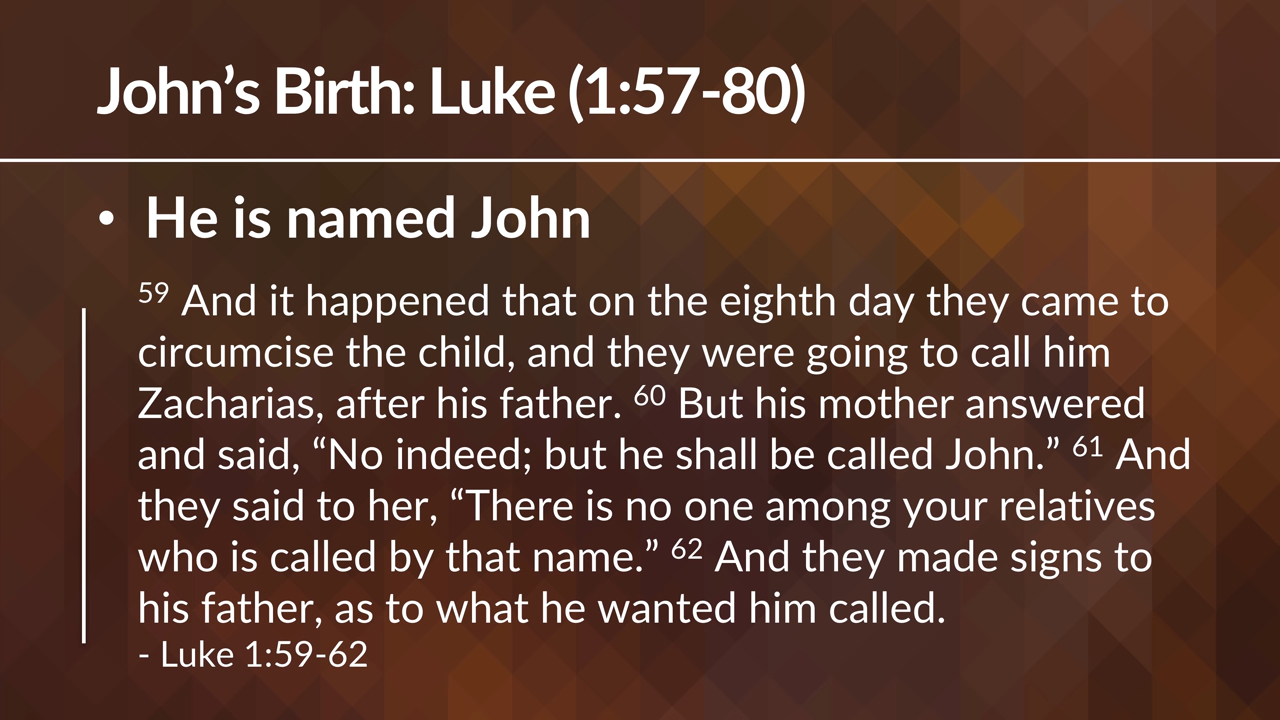 John’s Birth: Luke (1:57-80)
• He is named John
59 And it happened that on the eighth day they came to
circumcise the child, and they were going to call him
Zacharias, after his father. 60 But his mother answered
and said, “No indeed; but he shall be called John.” 61 And
they said to her, “There is no one among your relatives
who is called by that name.” 62 And they made signs to
his father, as to what he wanted him called.
- Luke 1:59-62